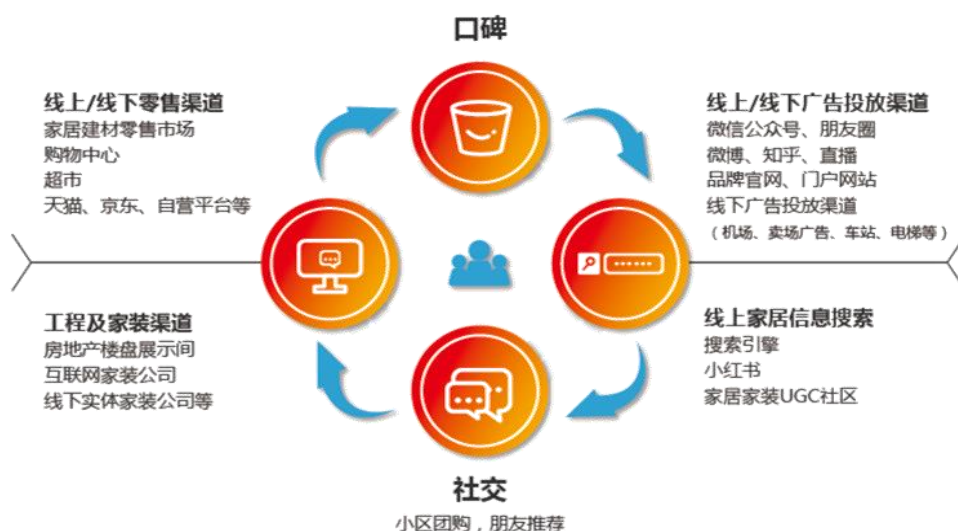 口碑
线上/线下零售渠道
家居建材零售市场
购物中心
超市
天猫、京东、自营平台等
线上/线下广告投放渠道
微信公众号、朋友圈
微博、知乎、直播
品牌官网、门户网站
线下广告投放渠道
（机场、卖场广告、车站、电梯等）
工程及家装渠道
房地产楼盘展示间
互联网家装公司
线下实体家装公司等
线上家居信息搜索
搜索引擎
小红书
家居家装UGC社区
社交
小区团购，朋友推荐